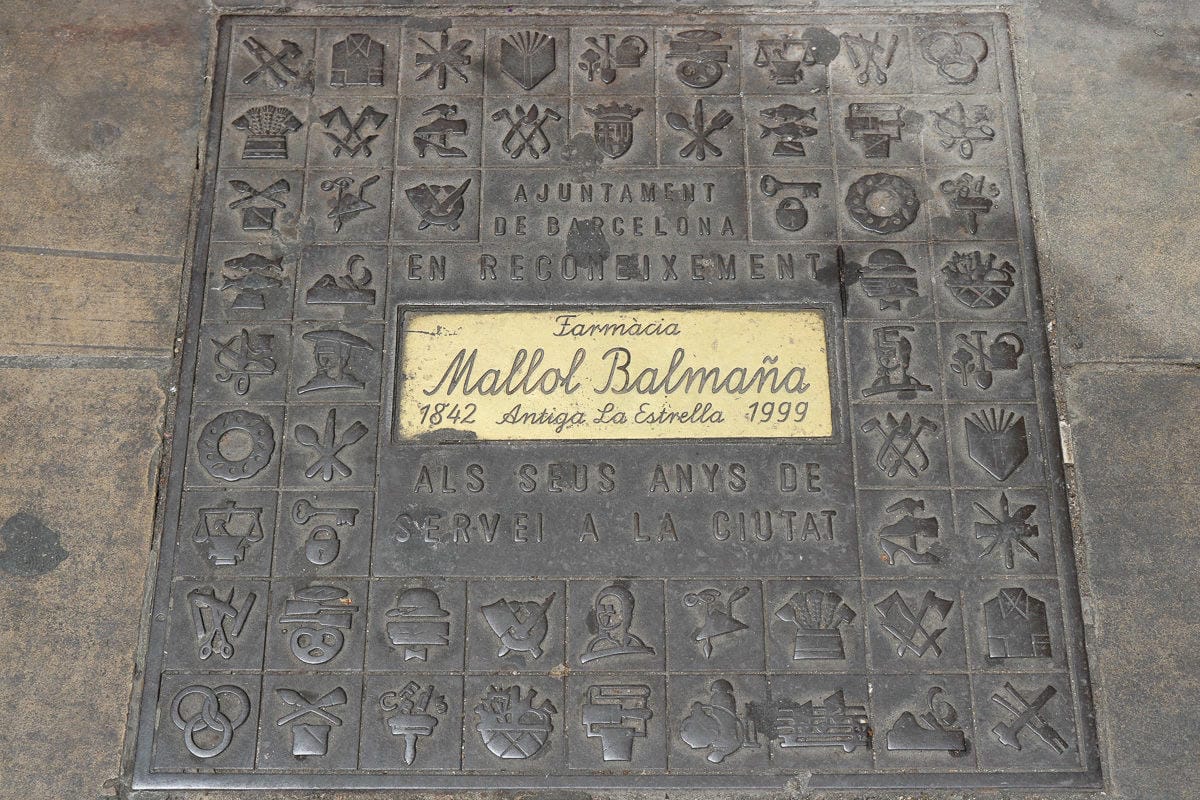 AJUNTAMENT
DE BARCELONA
EN RECONEIXEMENT
Farmàcia
Mallol Balmaña
1842 Antiga La Estrella 1999
ALS SEUS ANYS DE
SERVEI A LA CIUTAT